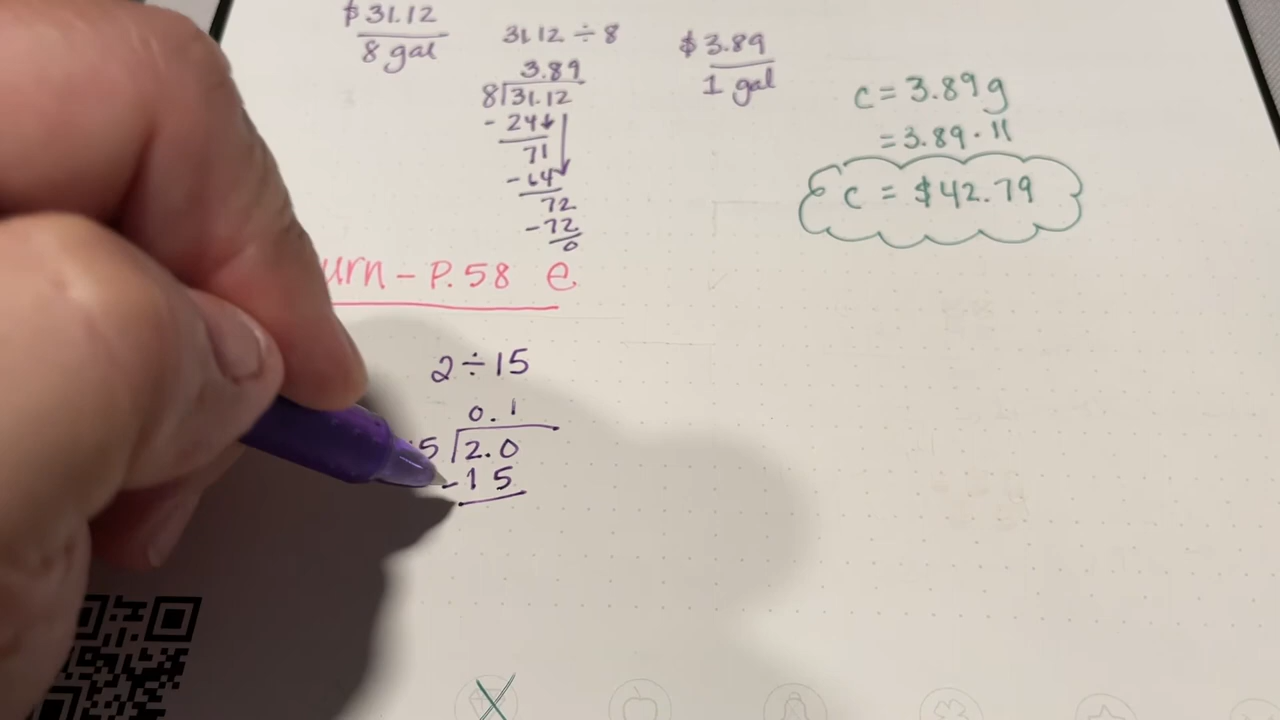 $31.12
8 gal
31.12 ÷ 8
3.89
8 31.12
- 24
71
- 64
72
- 72
0
$3.89
1 gal
c = 3.89g
= 3.89 · 11
c = $42.79
urn - P. 58 e
2 ÷ 15
0.1
5 2.0
- 1 5